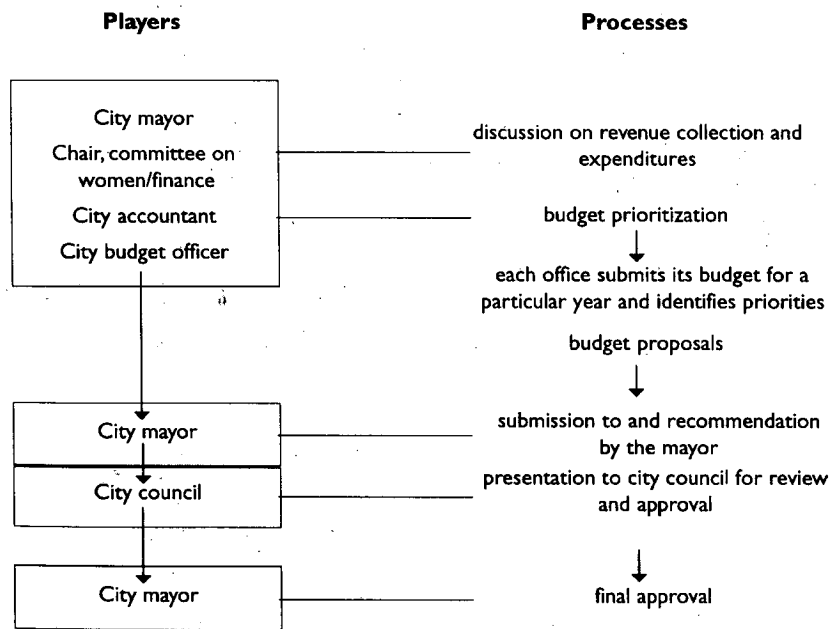 Players
Processes
City mayor
Chair, committee on
women/finance
City accountant
City budget officer
discussion on revenue collection and
expenditures
budget prioritization
each office submits its budget for a
particular year and identifies priorities
budget proposals
City mayor
submission to and recommendation
by the mayor
City council
presentation to city council for review
and approval
City mayor
final approval